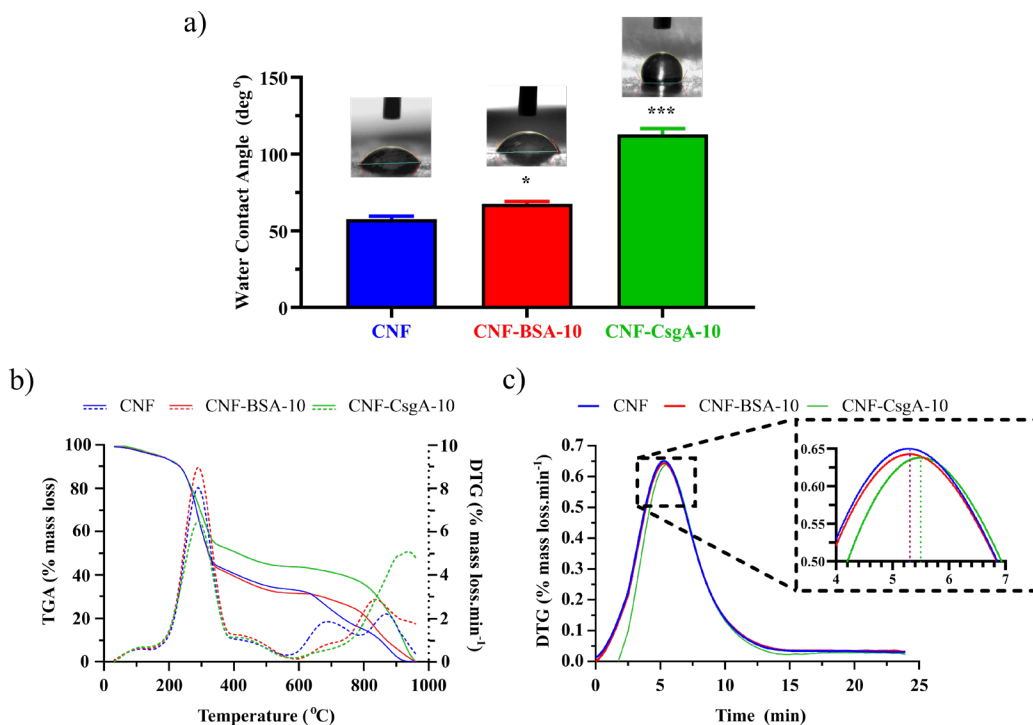 a)
Water Contact Angle (deg°)
150
100
50
0
*
***
CNF
CNF-BSA-10
CNF-CsgA-10
b)
CNF
CNF-BSA-10
CNF-CsgA-10
TGA (% mass loss)
100
80
60
40
20
0
10
8
6
4
2
0
DTG (% mass loss.min⁻¹)
0
200
400
600
800
1000
Temperature (°C)
c)
CNF
CNF-BSA-10
CNF-CsgA-10
DTG (% mass loss.min⁻¹)
0.7
0.6
0.5
0.4
0.3
0.2
0.1
0.0
0
5
10
15
20
25
Time (min)
0.65
0.60
0.55
0.50
4
5
6
7